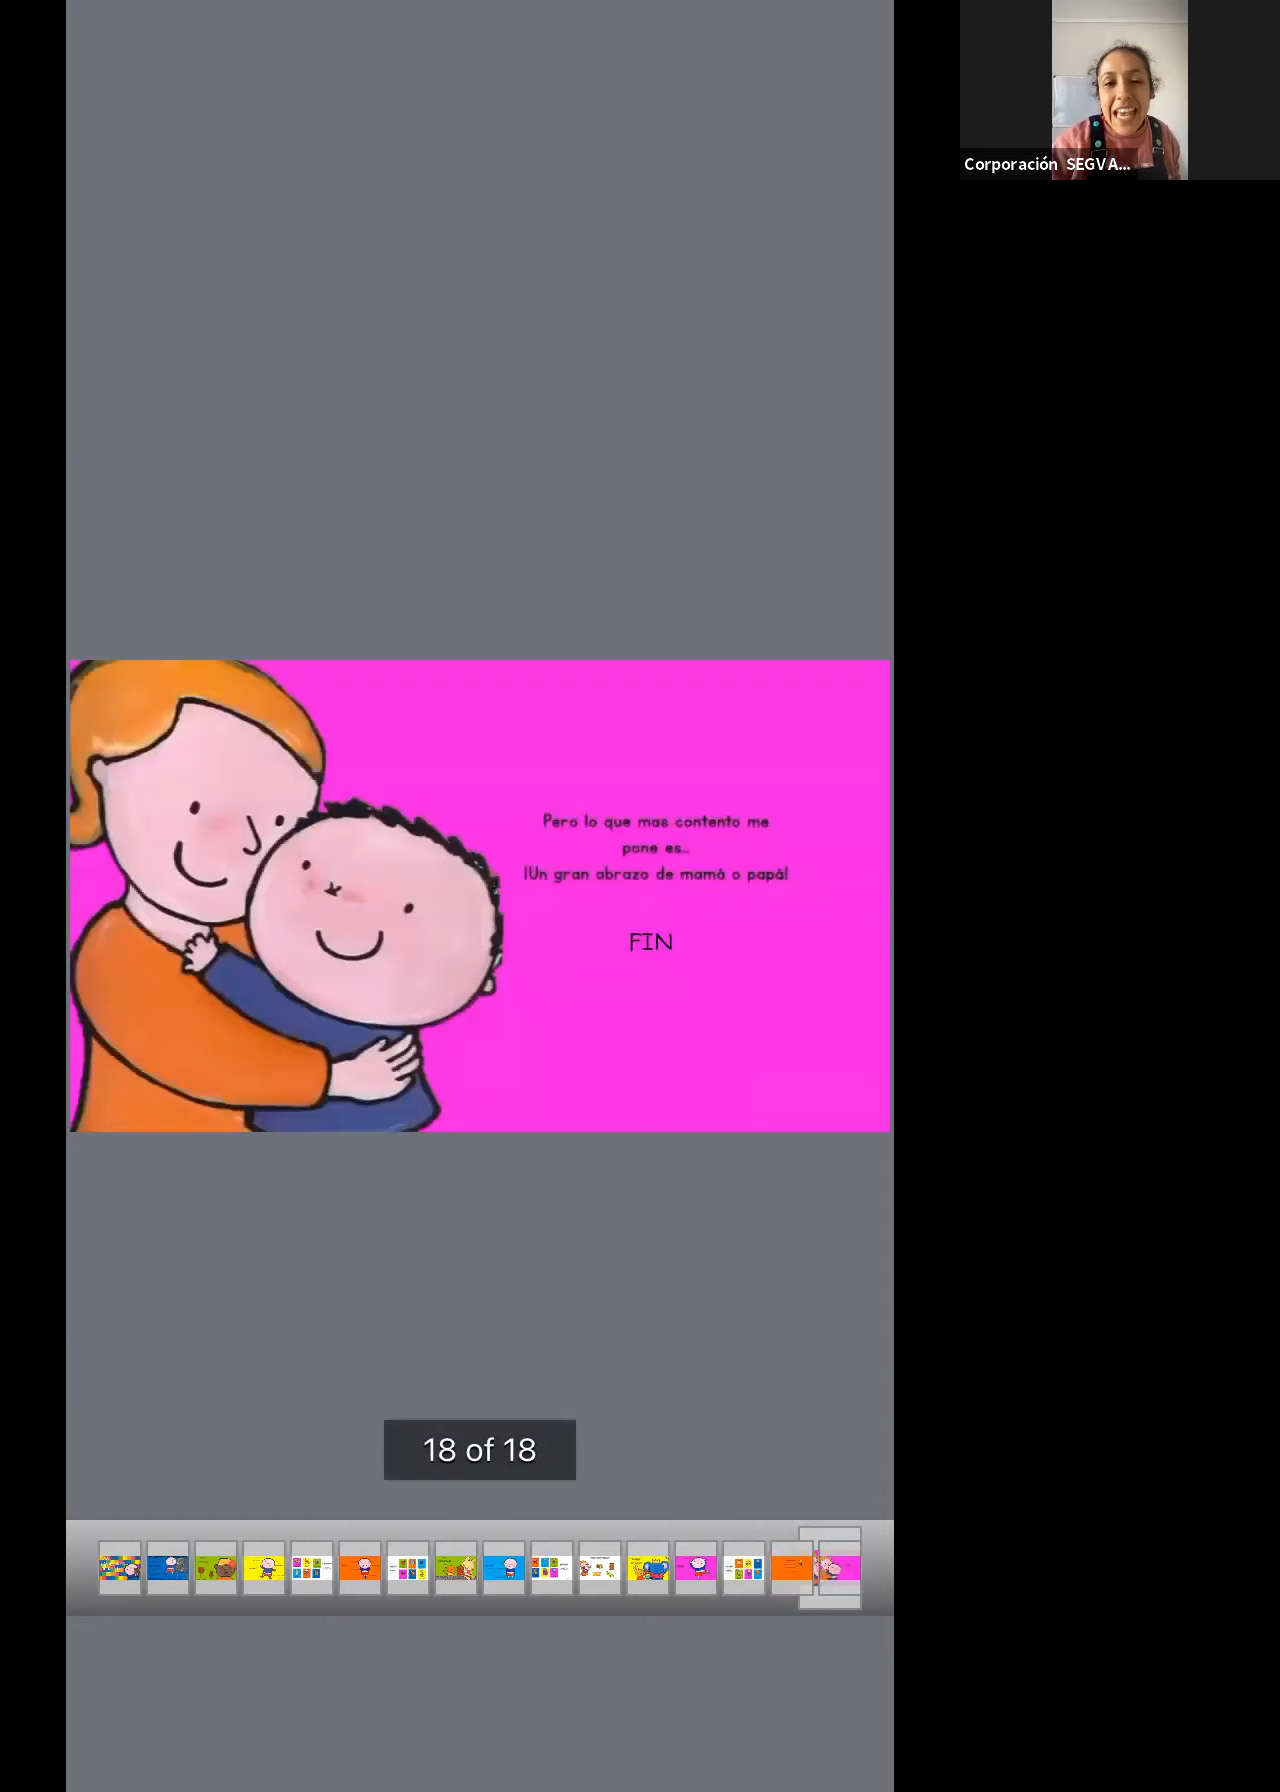 Corporación SEGV A...
Pero lo que mas contento me
pone es...
¡Un gran abrazo de mamá o papá!
FIN
18 of 18